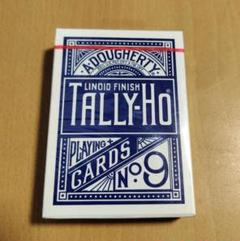 A. DOUGHERTY
LINOID FINISH
TALLY-HO
PLAYING
CARDS
No. 9